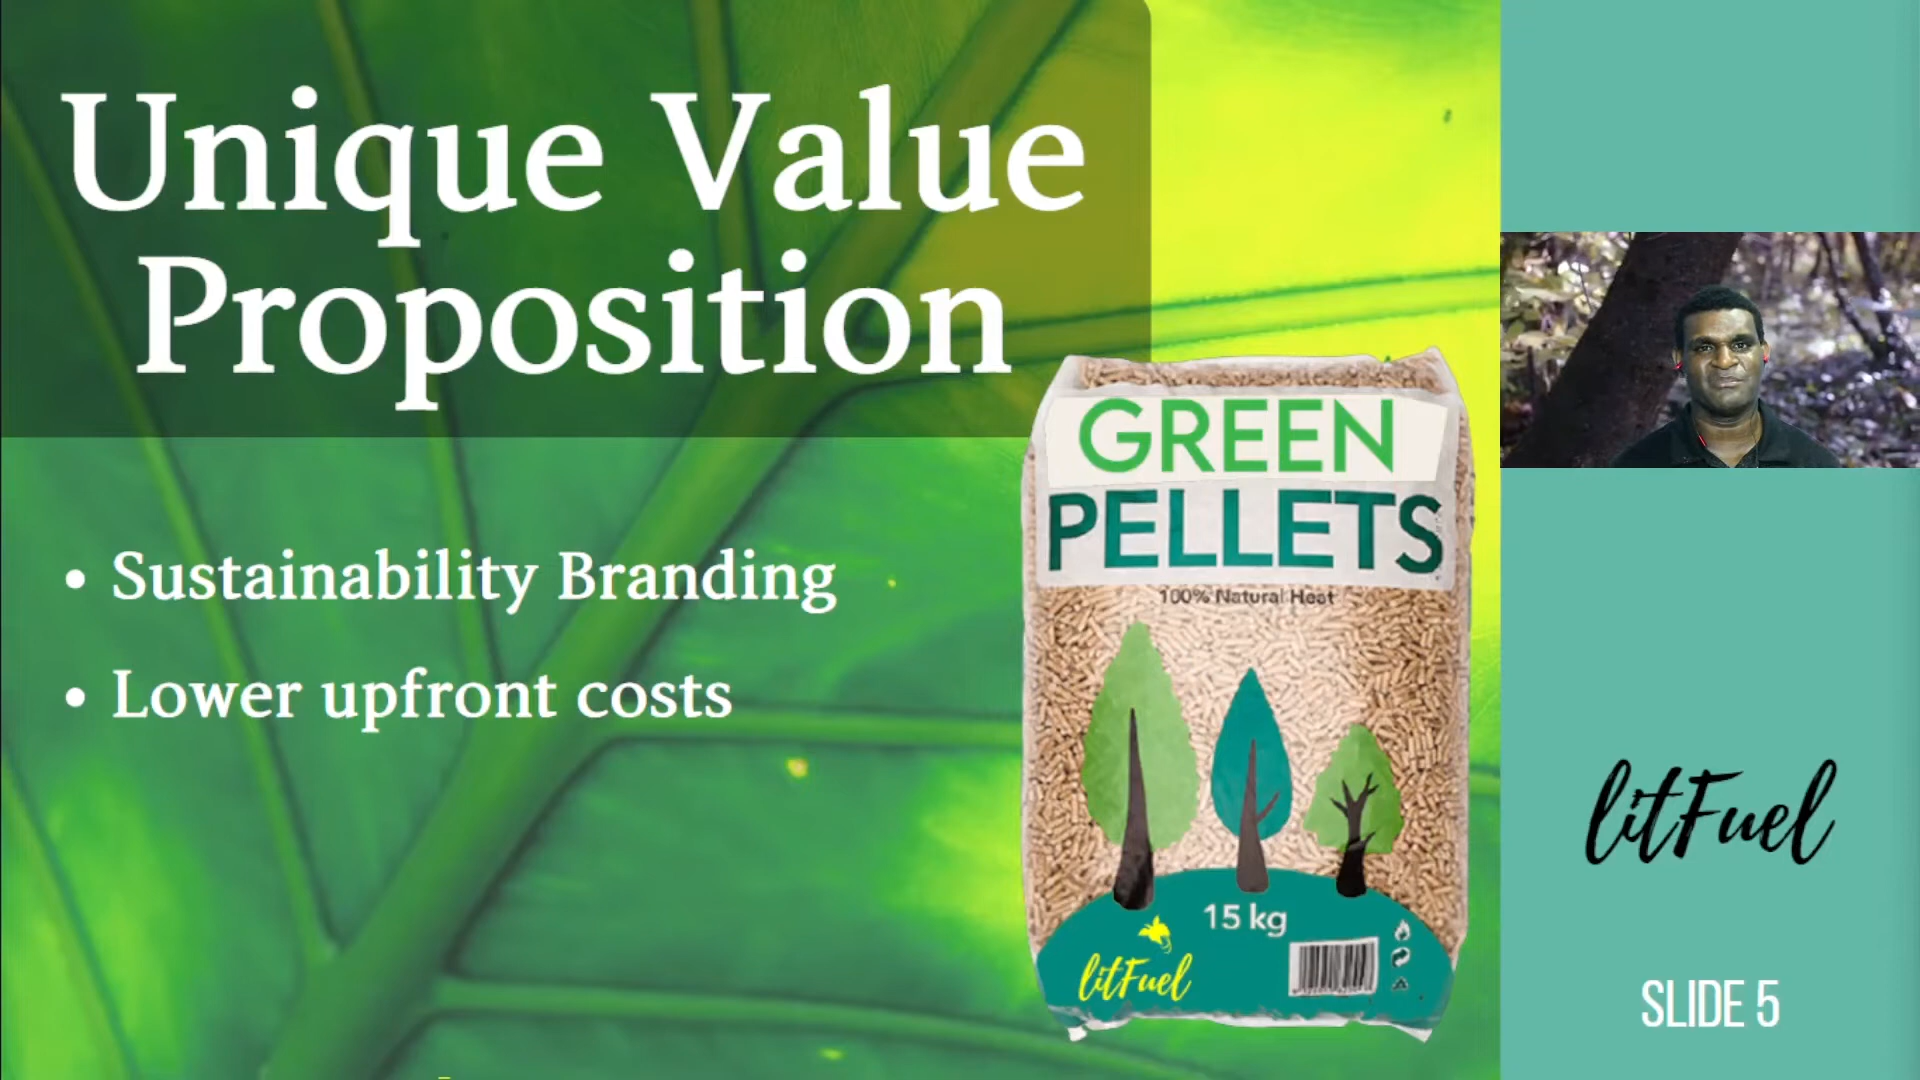 Unique Value
Proposition
• Sustainability Branding
• Lower upfront costs
GREEN
PELLETS
100% Natural Heat
15 kg
litFuel
litFuel
SLIDE 5